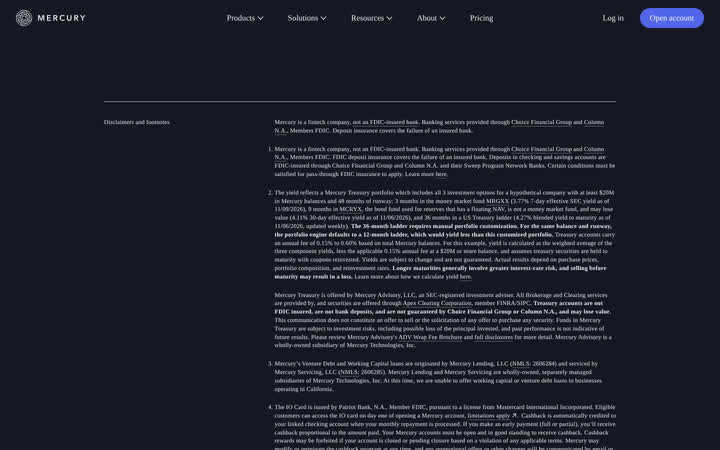 MERCURY
Products Solutions Resources About Pricing Log in Open account
Disclaimers and footnotes
Mercury is a fintech company, not an FDIC-insured bank. Banking services provided through Choice Financial Group and Column
N.A., Members FDIC. Deposit insurance covers the failure of an insured bank.
1. Mercury is a fintech company, not an FDIC-insured bank. Banking services provided through Choice Financial Group and Column
N.A., Members FDIC. FDIC deposit insurance covers the failure of an insured bank. Deposits in checking and savings accounts are
FDIC-insured through Choice Financial Group and Column N.A. and their Sweep Program Network Banks. Certain conditions must be
satisfied for pass-through FDIC insurance to apply. Learn more here.
2. The yield reflects a Mercury Treasury portfolio which includes all 3 investment options for a hypothetical company with at least $20M
in Mercury balances and 48 months of runway: 3 months in the money market fund MRGXX (3.77% 7-day effective SEC yield as of
11/09/2026), 9 months in MCRYX, the bond fund used for reserves that has a floating NAV, is not a money market fund, and may lose
value (4.11% 30-day effective yield as of 11/06/2026), and 36 months in a US Treasury ladder (4.27% blended yield to maturity as of
11/06/2026, updated weekly). The 36-month ladder requires manual portfolio customization. For the same balance and runway,
the portfolio engine defaults to a 12-month ladder, which would yield less than this customized portfolio. Treasury accounts carry
an annual fee of 0.15% to 0.60% based on total Mercury balances. For this example, yield is calculated as the weighted average of the
three component yields, less the applicable 0.15% annual fee at a $20M or more balance, and assumes treasury securities are held to
maturity with coupons reinvested. Yields are subject to change and are not guaranteed. Actual results depend on purchase prices,
portfolio composition, and reinvestment rates. Longer maturities generally involve greater interest-rate risk, and selling before
maturity may result in a loss. Learn more about how we calculate yield here.
Mercury Treasury is offered by Mercury Advisory, LLC, an SEC-registered investment adviser. All Brokerage and Clearing services
are provided by, and securities are offered through Apex Clearing Corporation, member FINRA/SIPC. Treasury accounts are not
FDIC insured, are not bank deposits, and are not guaranteed by Choice Financial Group or Column N.A., and may lose value.
This communication does not constitute an offer to sell or the solicitation of any offer to purchase any security. Funds in Mercury
Treasury are subject to investment risks, including possible loss of the principal invested, and past performance is not indicative of
future results. Please review Mercury Advisory's ADV Wrap Fee Brochure and full disclosures for more detail. Mercury Advisory is a
wholly-owned subsidiary of Mercury Technologies, Inc.
3. Mercury's Venture Debt and Working Capital loans are originated by Mercury Lending, LLC (NMLS: 2606284) and serviced by
Mercury Servicing, LLC (NMLS: 2606285). Mercury Lending and Mercury Servicing are wholly-owned, separately managed
subsidiaries of Mercury Technologies, Inc. At this time, we are unable to offer working capital or venture debt loans to businesses
operating in California.
4. The IO Card is issued by Patriot Bank, N.A., Member FDIC, pursuant to a license from Mastercard International Incorporated. Eligible
customers can access the IO card on day one of opening a Mercury account, limitations apply ↗. Cashback is automatically credited to
your linked checking account when your monthly repayment is processed. If you make an early payment (full or partial), you'll receive
cashback proportional to the amount paid. Your Mercury accounts must be open and in good standing to receive cashback. Cashback
rewards may be forfeited if your account is closed or pending closure based on a violation of any applicable terms. Mercury may
modify or terminate the cashback program at any time, and any promotional offers or other changes will be communicated by email or